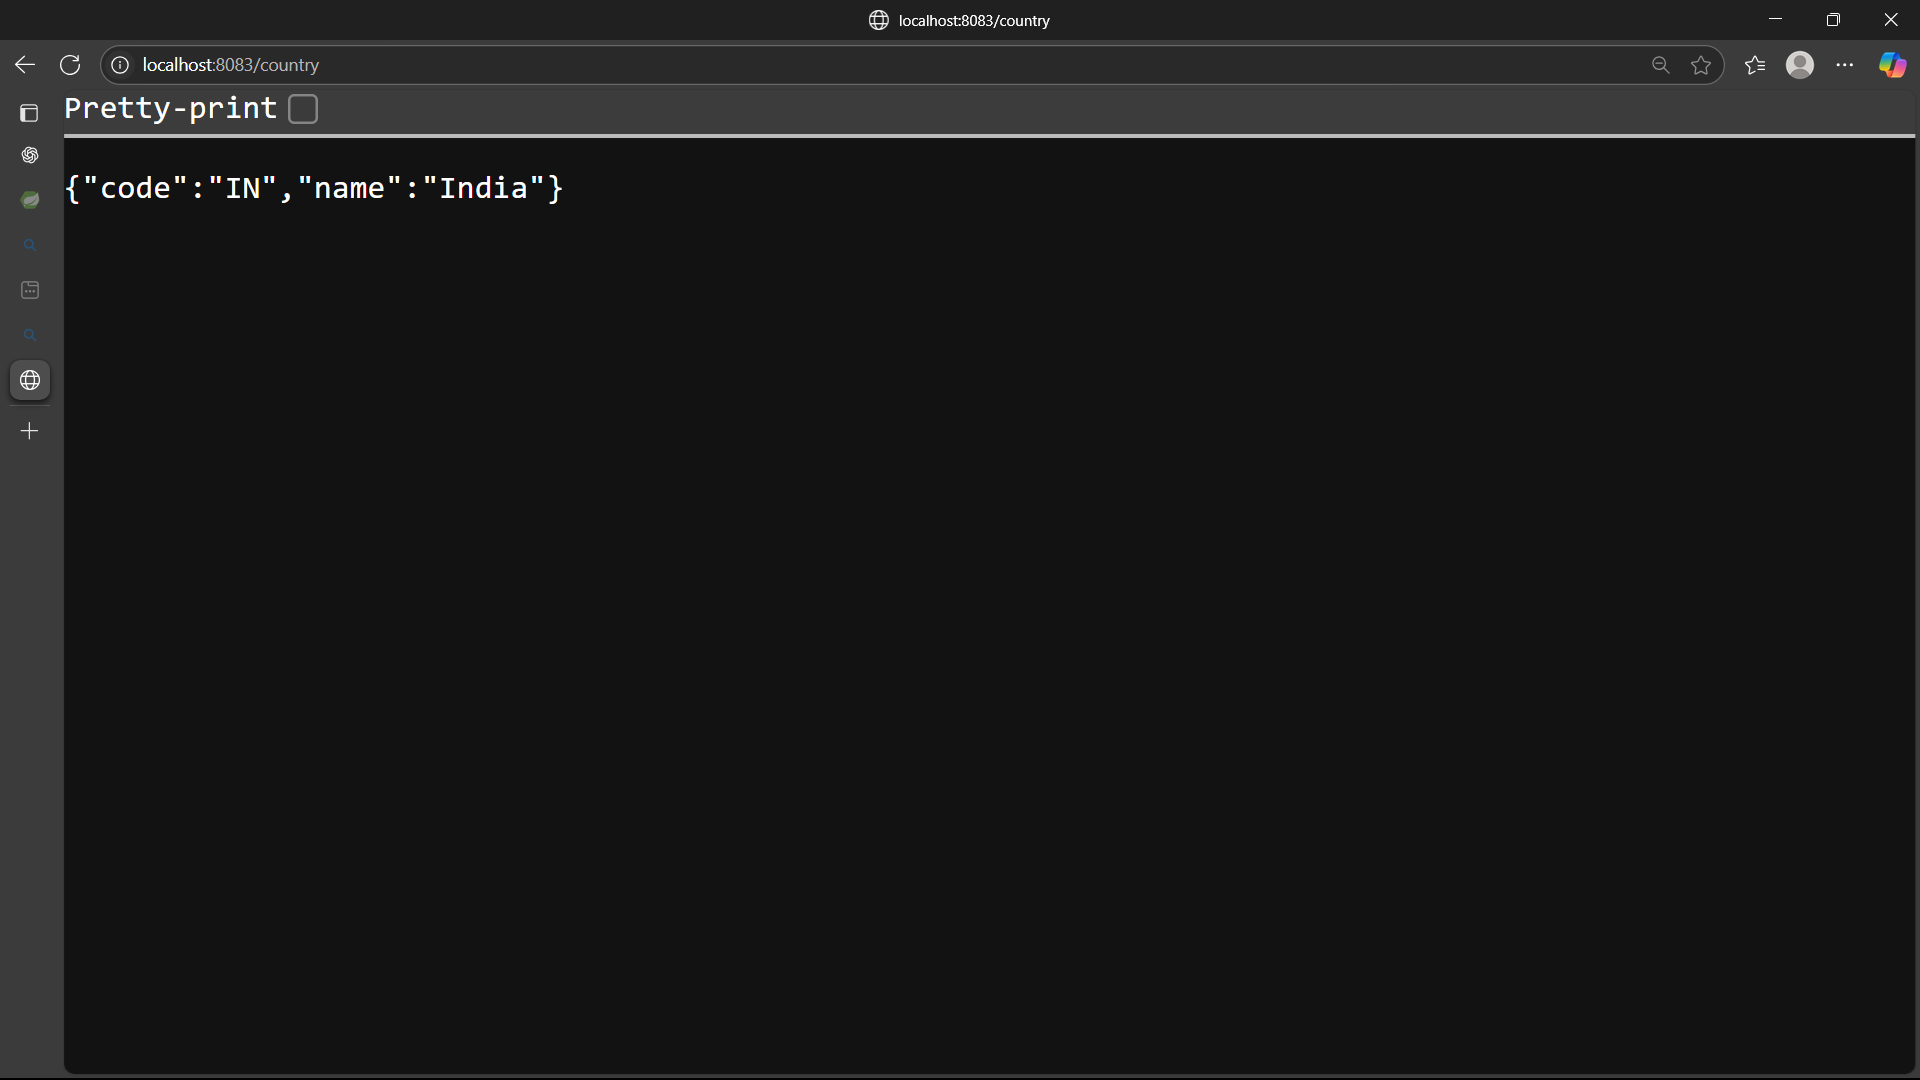 localhost:8083/country
localhost:8083/country
Pretty-print
{"code":"IN","name":"India"}